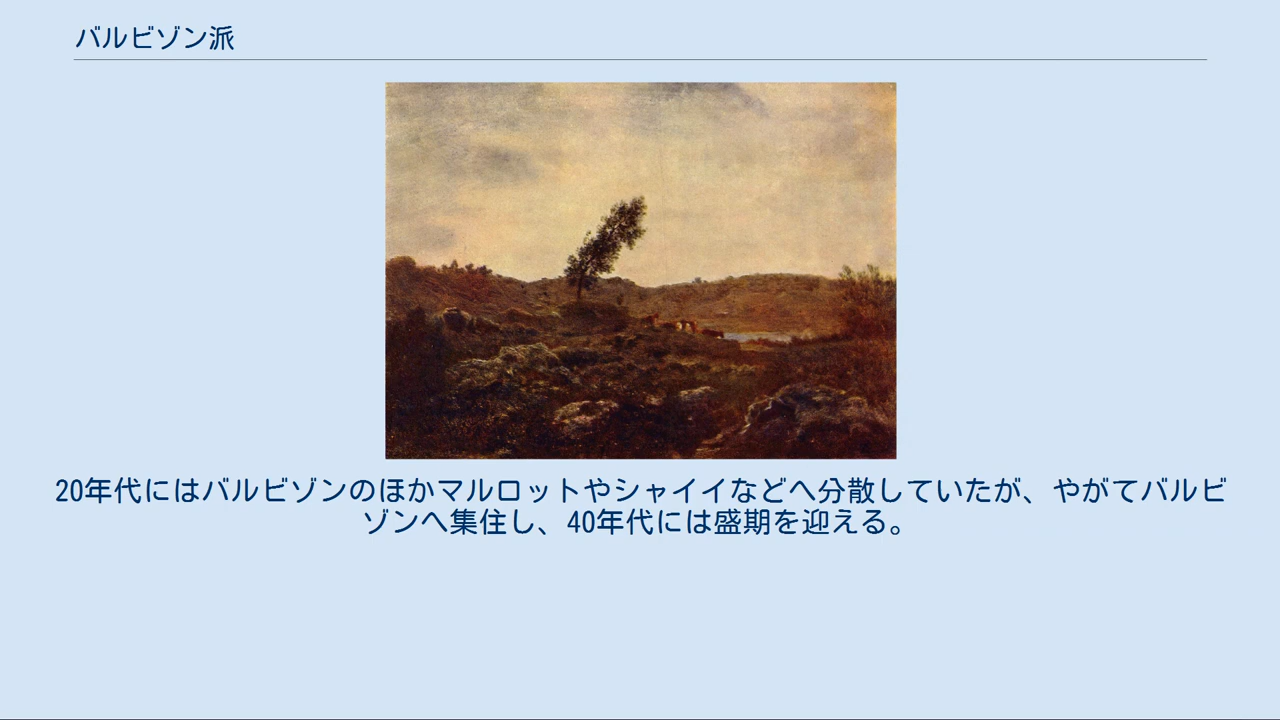 バルビゾン派
20年代にはバルビゾンのほかマルロットやシャイイなどへ分散していたが、やがてバルビ
ゾンへ集住し、40年代には盛期を迎える。